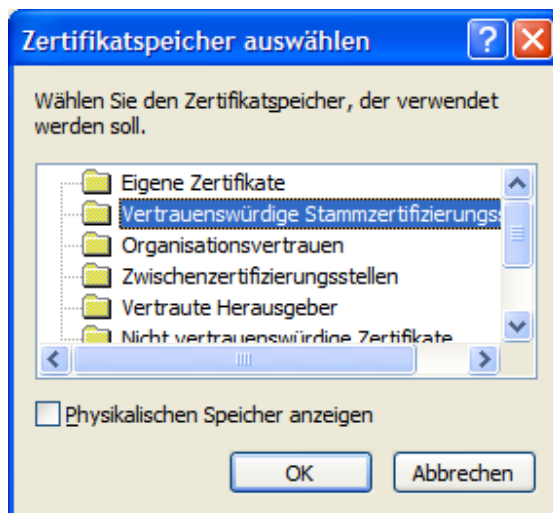 Zertifikatspeicher auswählen
Wählen Sie den Zertifikatspeicher, der verwendet
werden soll.
Eigene Zertifikate
Vertrauenswürdige Stammzertifizierungs
Organisationsvertrauen
Zwischenzertifizierungsstellen
Vertraute Herausgeber
Nicht vertrauenswürdige Zertifikate
Physikalischen Speicher anzeigen
OK Abbrechen